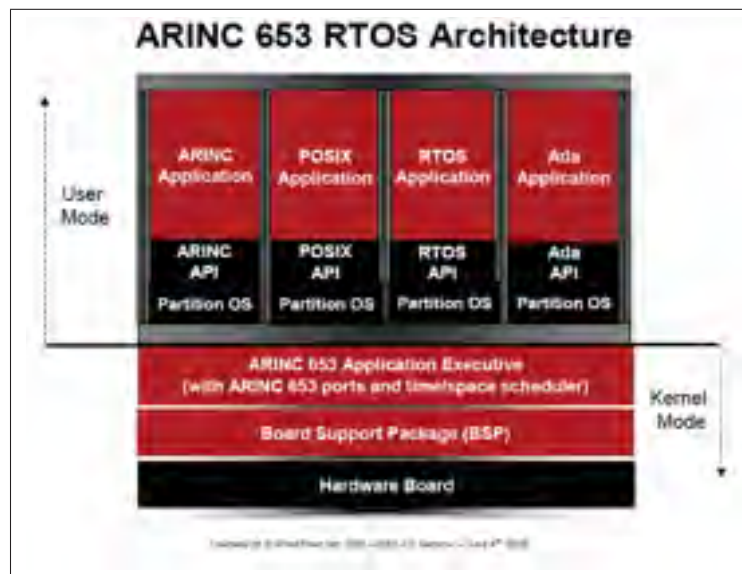 ARINC 653 RTOS Architecture
User
Mode
ARINC
Application
POSIX
Application
RTOS
Application
Ada
Application
ARINC
API
Partition OS
POSIX
API
Partition OS
RTOS
API
Partition OS
Ada
API
Partition OS
ARINC 653 Application Executive
(with ARINC 653 ports and time/space scheduler)
Kernel
Mode
Board Support Package (BSP)
Hardware Board